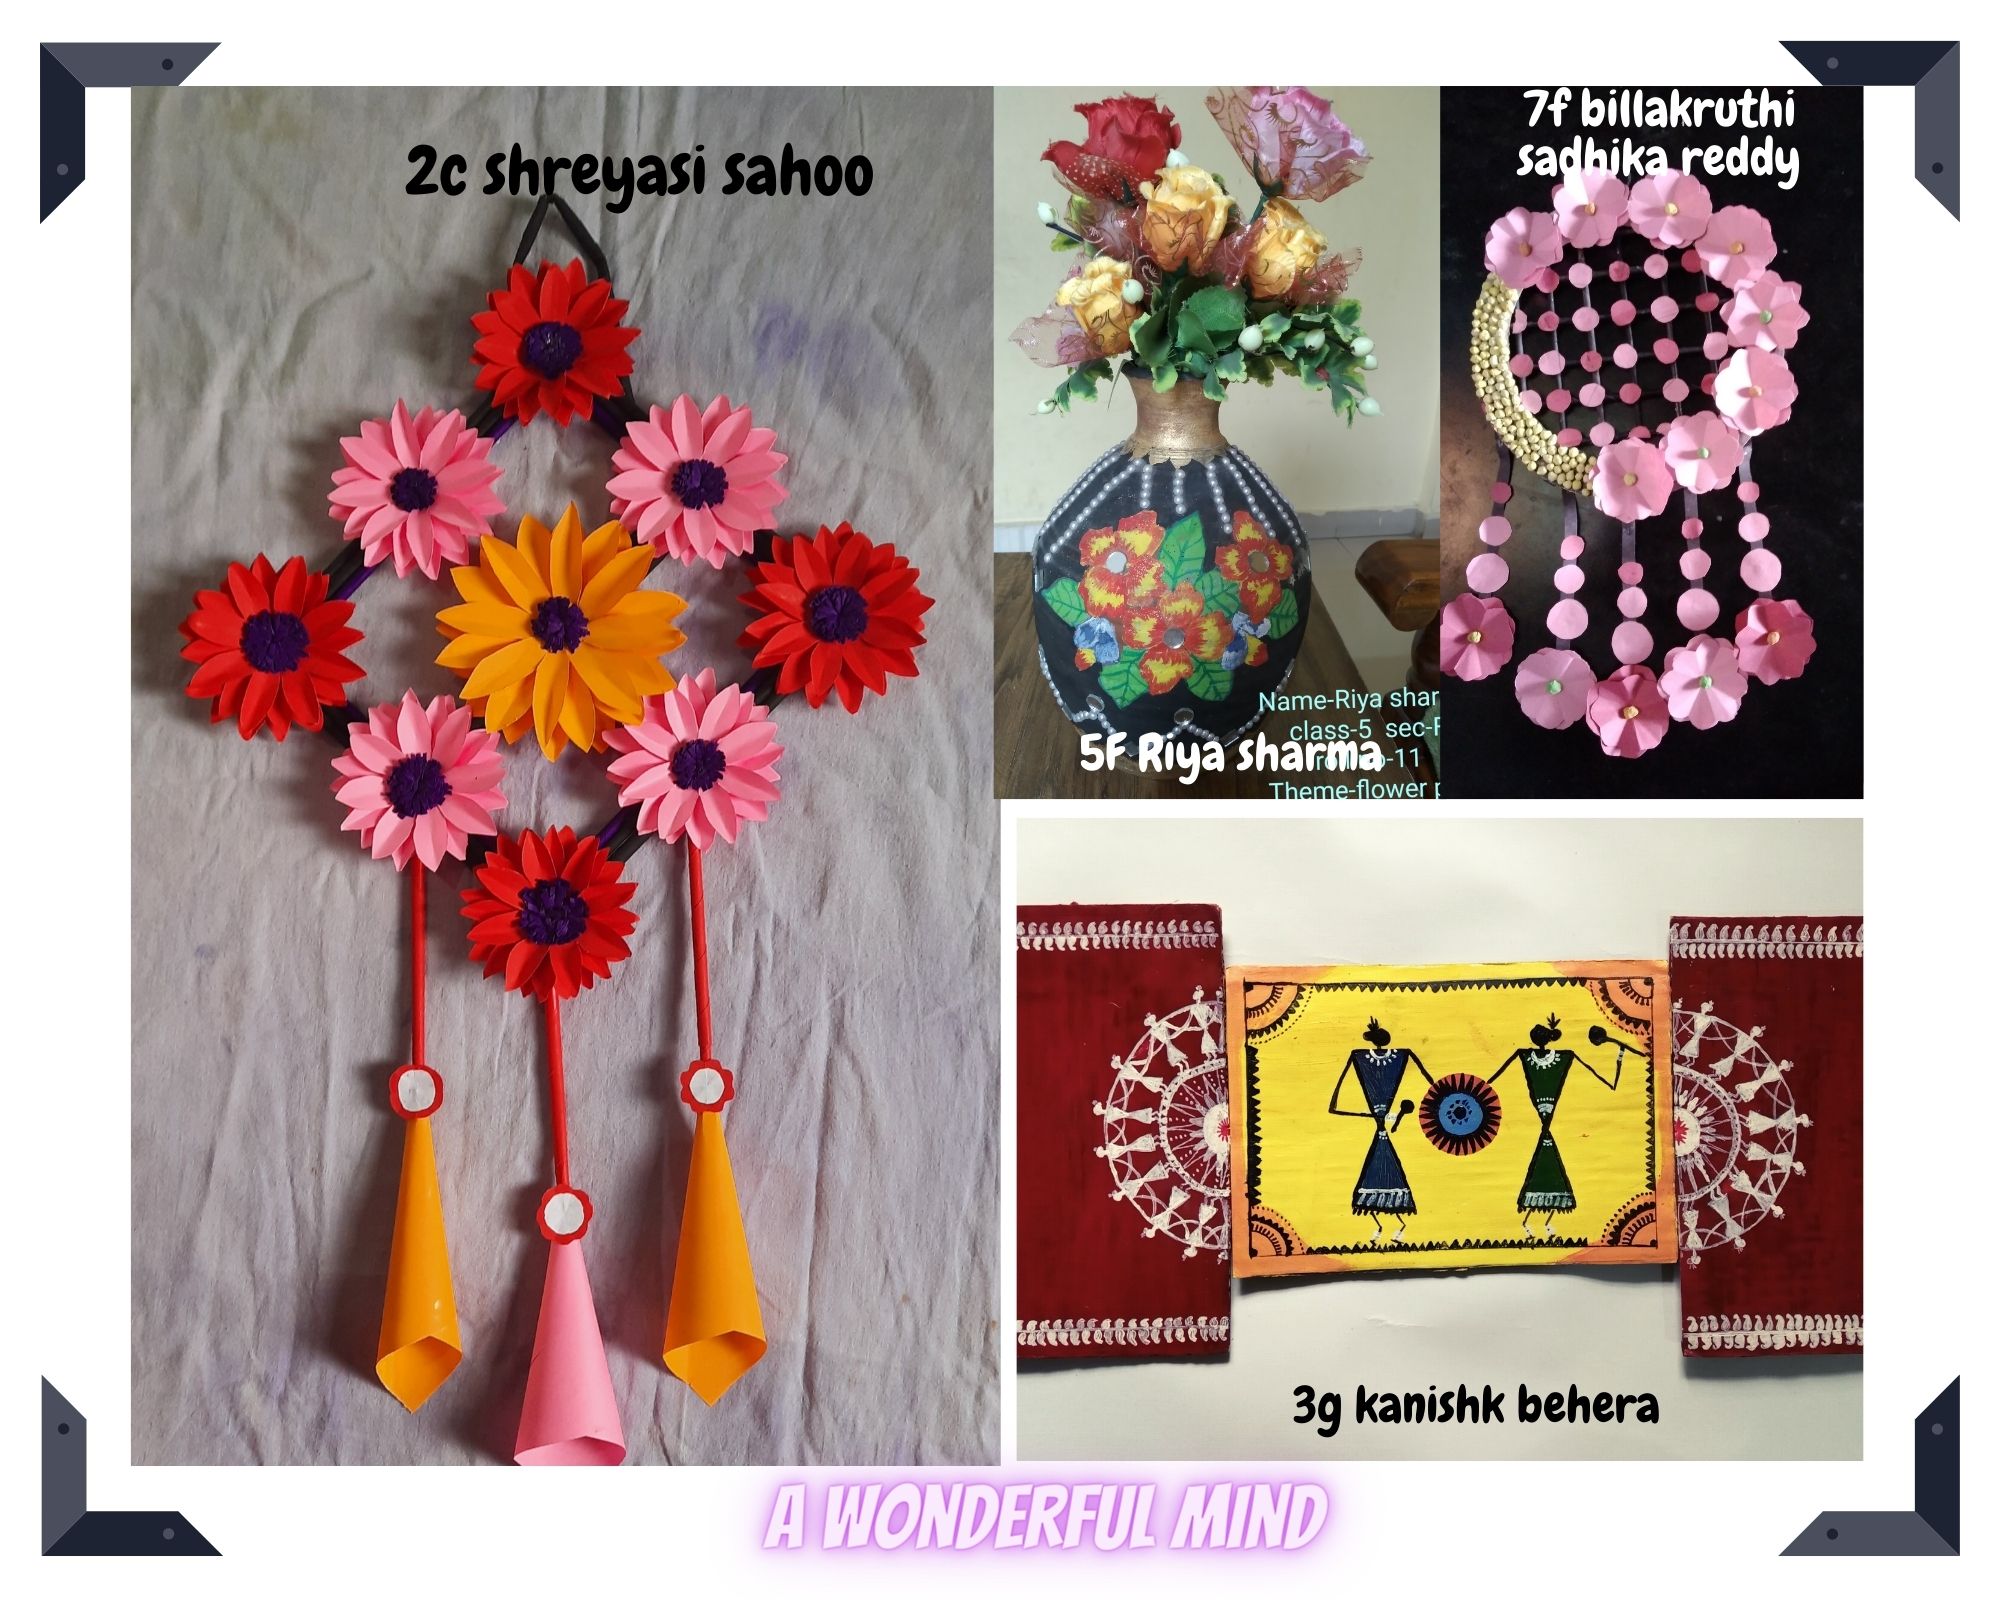 2c shreyasi sahoo
7f billakruthi
sadhika reddy
Name-Riya shar
class-5 sec-F
5F Riya sharma
-11
Theme-flower p
3g kanishk behera
A WONDERFUL MIND